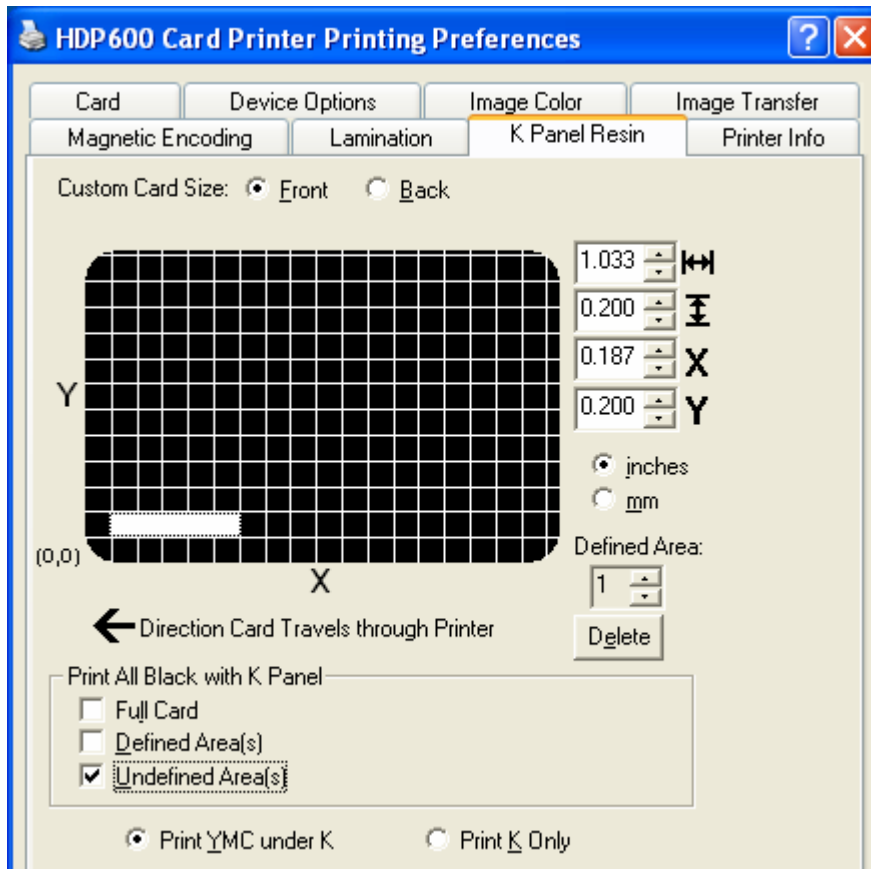 HDP600 Card Printer Printing Preferences
Card Device Options Image Color Image Transfer
Magnetic Encoding Lamination K Panel Resin Printer Info
Custom Card Size: Front Back
1.033
0.200
0.187 X
0.200 Y
Y
inches
mm
(0,0)
X
Defined Area:
1
Direction Card Travels through Printer
Delete
Print All Black with K Panel
Full Card
Defined Area(s)
Undefined Area(s)
Print YMC under K Print K Only